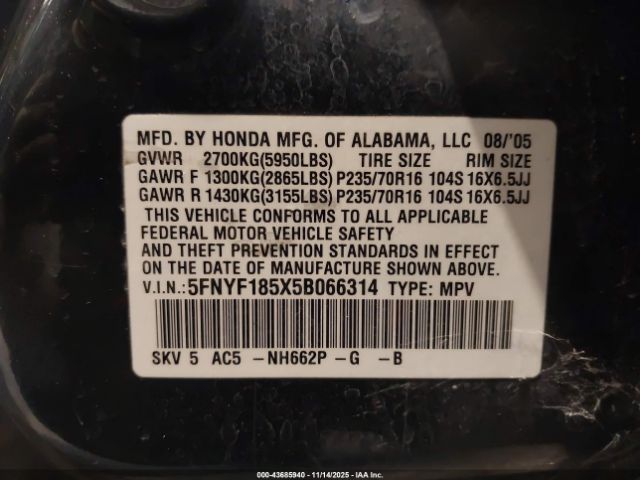 MFD. BY HONDA MFG. OF ALABAMA, LLC 08/'05
GVWR 2700KG(5950LBS) TIRE SIZE RIM SIZE
GAWR F 1300KG(2865LBS) P235/70R16 104S 16X6.5JJ
GAWR R 1430KG(3155LBS) P235/70R16 104S 16X6.5JJ
THIS VEHICLE CONFORMS TO ALL APPLICABLE
FEDERAL MOTOR VEHICLE SAFETY
AND THEFT PREVENTION STANDARDS IN EFFECT
ON THE DATE OF MANUFACTURE SHOWN ABOVE.
V.I.N.:5FNYF185X5B066314 TYPE: MPV
SKV 5 AC5 -NH662P -G -B
000-43685940 - 11/14/2025 - IAA Inc.